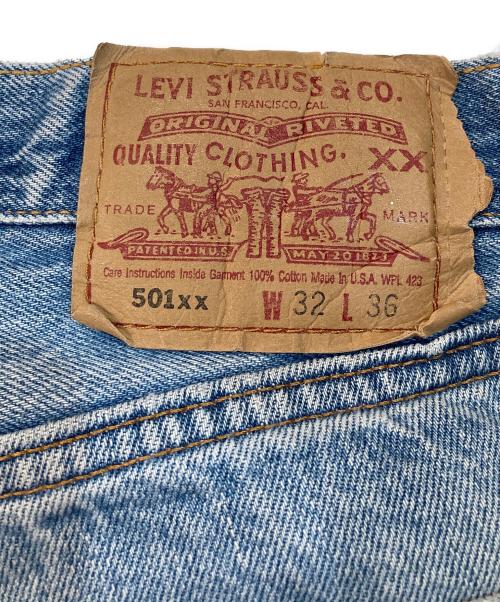 LEVI STRAUSS & CO.
SAN FRANCISCO, CAL.
ORIGINAL RIVETED
QUALITY CLOTHING. XX
TRADE MARK
PATENTED IN U.S. MAY 20 1873
Care Instructions Inside Garment 100% Cotton Made In U.S.A. WPL 423
501xx W 32 L 36